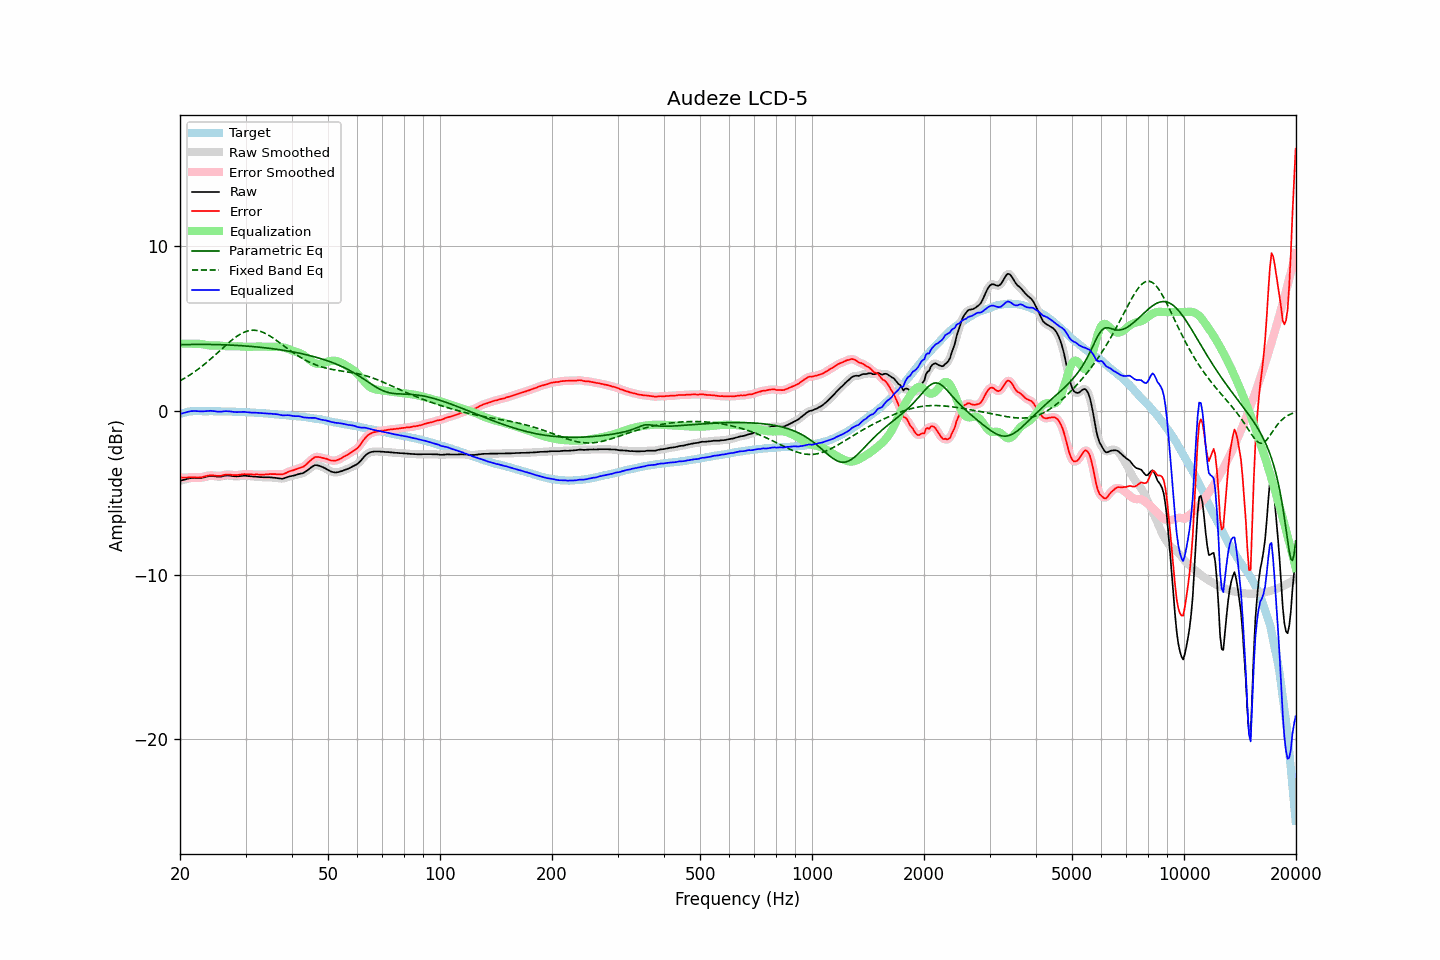 Audeze LCD-5
Target
Raw Smoothed
Error Smoothed
Raw
Error
Equalization
Parametric Eq
Fixed Band Eq
Equalized
10
0
−10
−20
Amplitude (dBr)
20 50 100 200 500 1000 2000 5000 10000 20000
Frequency (Hz)